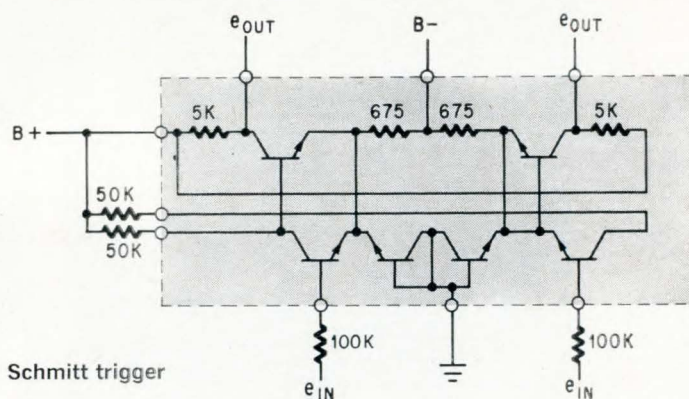 eOUT B- eOUT
5K 675 675 5K
B+
50K
50K
100K 100K
Schmitt trigger
eIN eIN